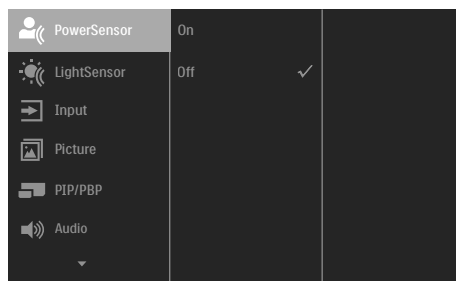 PowerSensor
On
LightSensor
Off
Input
Picture
PIP/PBP
Audio